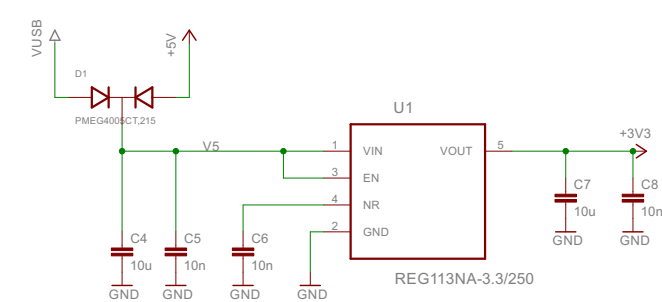 VUSB
+5V
D1
PMEG4005CT,215
U1
V5
1
VIN
VOUT
5
+3V3
3
EN
4
NR
2
GND
C4
10u
C5
10n
C6
10n
C7
10u
C8
10n
GND
GND
GND
GND
GND
GND
REG113NA-3.3/250